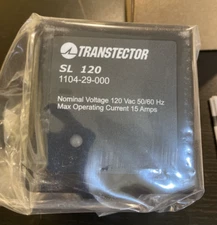 TRANSTECTOR
SL 120
1104-29-000
Nominal Voltage 120 Vac 50/60 Hz
Max Operating Current 15 Amps